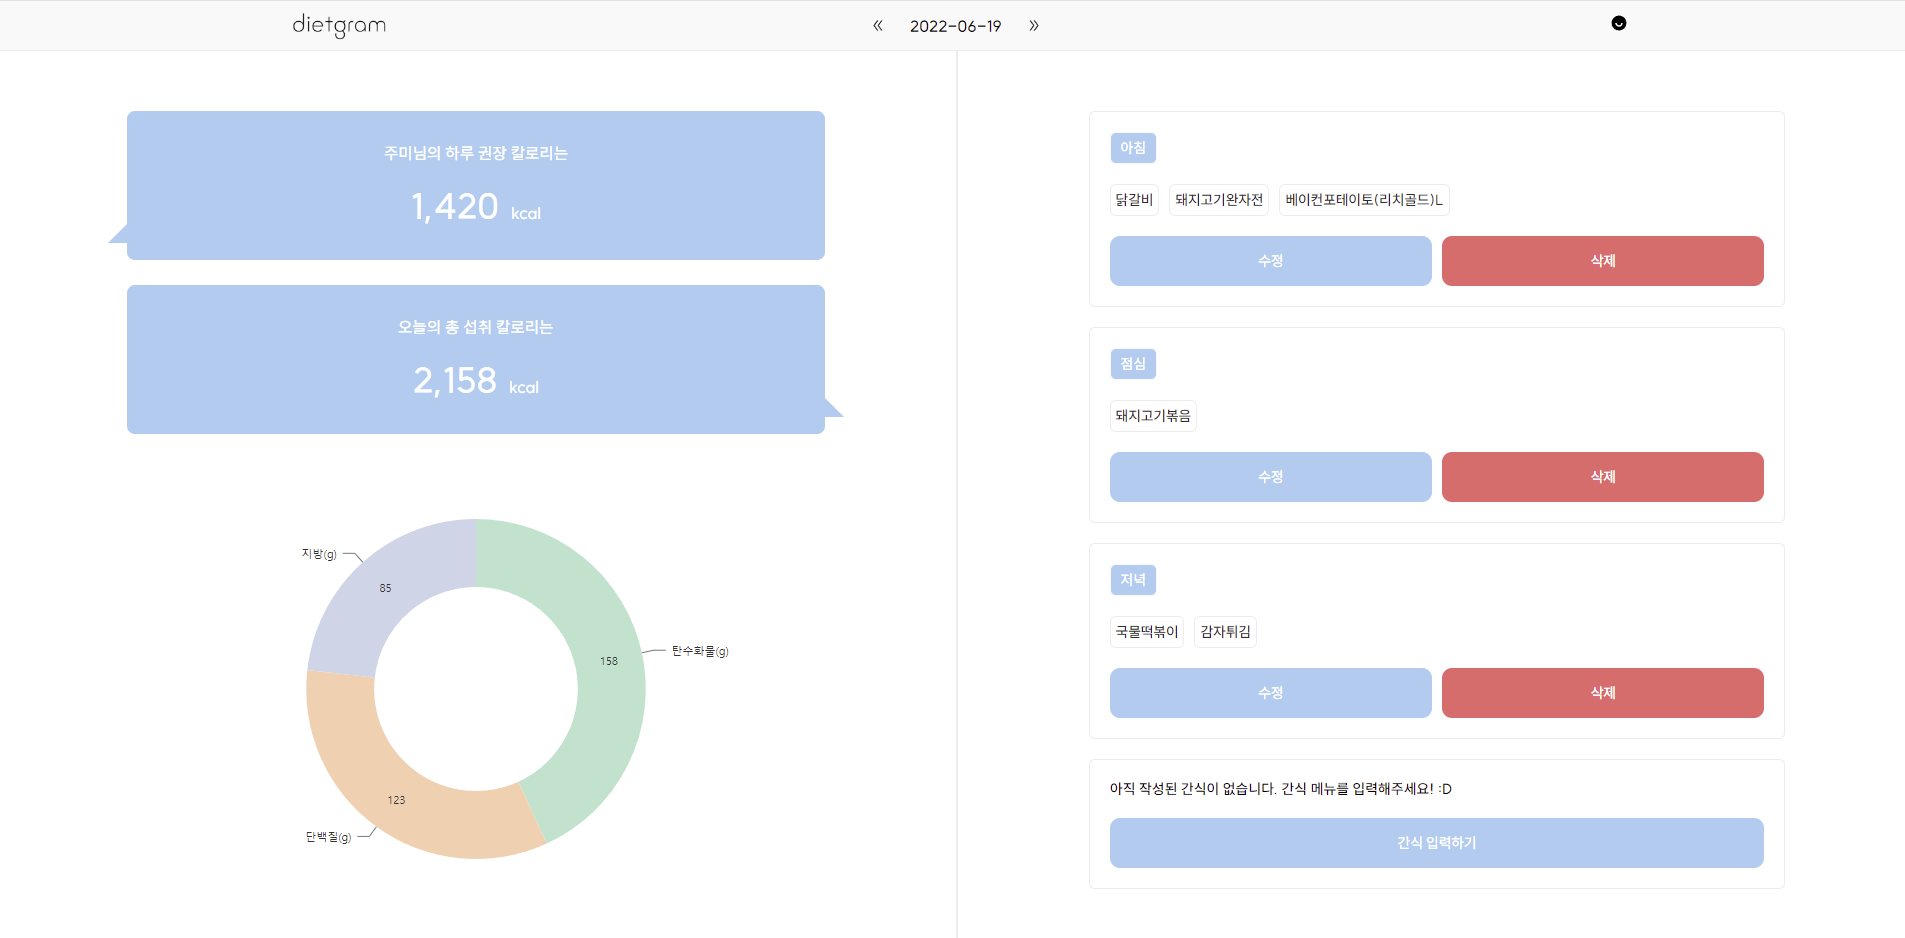 dietgram
« 2022-06-19 »
주미님의 하루 권장 칼로리는
1,420 kcal
오늘의 총 섭취 칼로리는
2,158 kcal
지방(g)
85
158
탄수화물(g)
123
단백질(g)
아침
닭갈비 돼지고기완자전 베이컨포테이토(리치골드)L
수정 삭제
점심
돼지고기볶음
수정 삭제
저녁
국물떡볶이 감자튀김
수정 삭제
아직 작성된 간식이 없습니다. 간식 메뉴를 입력해주세요! :D
간식 입력하기